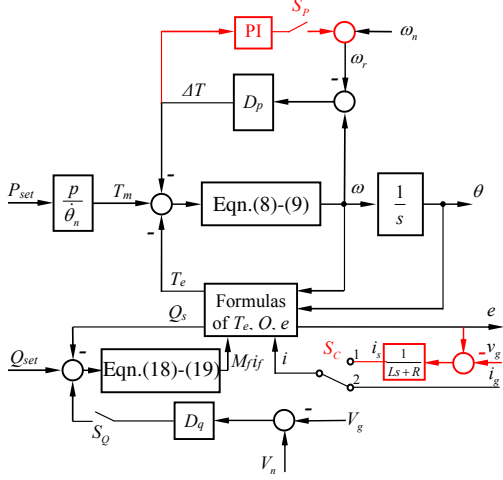 S_P
PI
ω_n
ω_r
ΔT
D_p
P_set
p
θ̇_n
T_m
Eqn.(8)-(9)
ω
1
s
θ
T_e
Q_s
Formulas
of T_e, Q, e
e
Q_set
Eqn.(18)-(19)
M_f i_f
i
S_C
1
2
i_s
1
Ls+R
v_g
i_g
S_Q
D_q
V_g
V_n